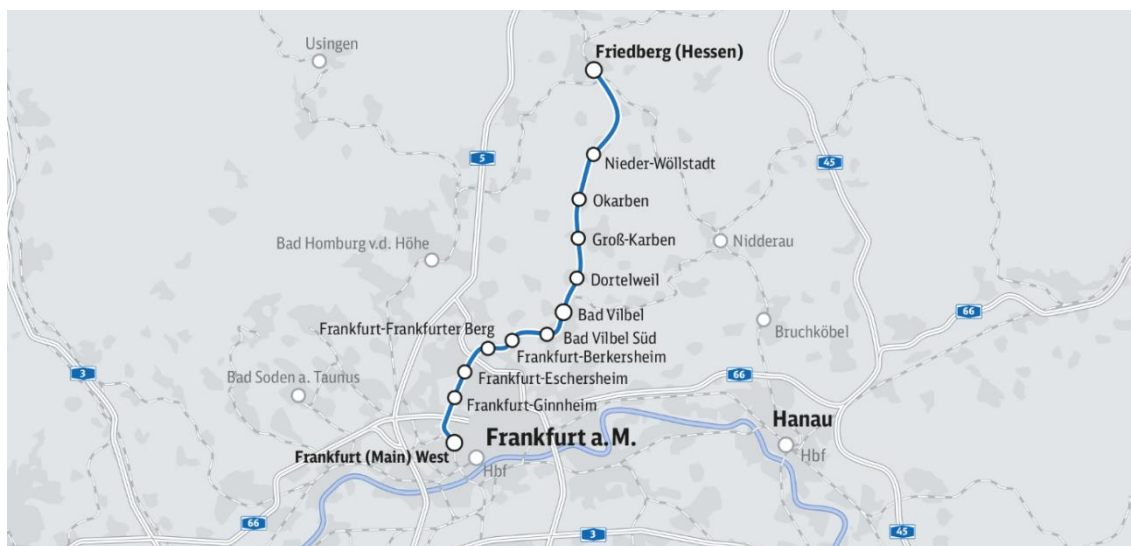 Usingen
Friedberg (Hessen)
5
45
Nieder-Wöllstadt
Okarben
Bad Homburg v.d. Höhe
Groß-Karben
Nidderau
Dortelweil
66
Bad Vilbel
Frankfurt-Frankfurter Berg
Bad Vilbel Süd
Bruchköbel
Frankfurt-Berkersheim
3
Bad Soden a. Taunus
Frankfurt-Eschersheim
66
Frankfurt-Ginnheim
Hanau
Frankfurt a. M.
Frankfurt (Main) West
Hbf
Hbf
66
3
45